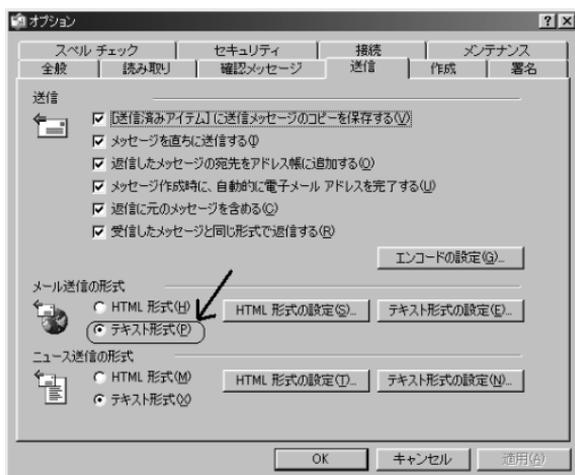 オプション
スペル チェック セキュリティ 接続 メンテナンス
全般 読み取り 確認メッセージ 送信 作成 署名
送信
[送信済みアイテム] に送信メッセージのコピーを保存する(V)
メッセージを直ちに送信する(I)
返信したメッセージの宛先をアドレス帳に追加する(O)
メッセージ作成時に、自動的に電子メール アドレスを完了する(U)
返信に元のメッセージを含める(C)
受信したメッセージと同じ形式で返信する(R)
エンコードの設定(G)...
メール送信の形式
HTML 形式(H) HTML 形式の設定(S)... テキスト形式の設定(E)...
テキスト形式(P)
ニュース送信の形式
HTML 形式(M) HTML 形式の設定(T)... テキスト形式の設定(N)...
テキスト形式(X)
OK キャンセル 適用(A)